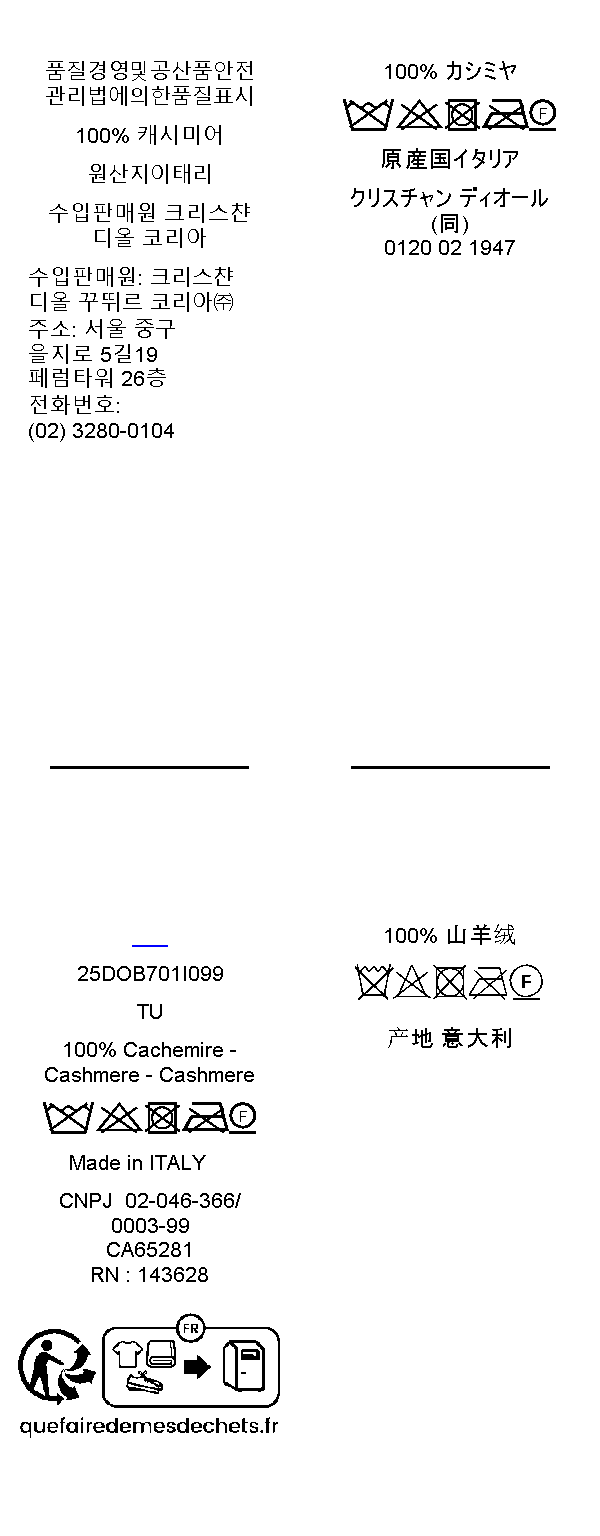 품질경영및공산품안전
관리법에의한품질표시
100% 캐시미어
원산지이태리
수입판매원 크리스챤
디올 코리아
수입판매원: 크리스챤
디올 꾸뛰르 코리아㈜
주소: 서울 중구
을지로 5길19
페럼타워 26층
전화번호:
(02) 3280-0104
100% カシミヤ
F
原産国イタリア
クリスチャン ディオール
(同)
0120 02 1947
25DOB701I099
TU
100% Cachemire -
Cashmere - Cashmere
F
Made in ITALY
CNPJ 02-046-366/
0003-99
CA65281
RN : 143628
FR
quefairedemesdechets.fr
100% 山羊绒
F
产地 意大利